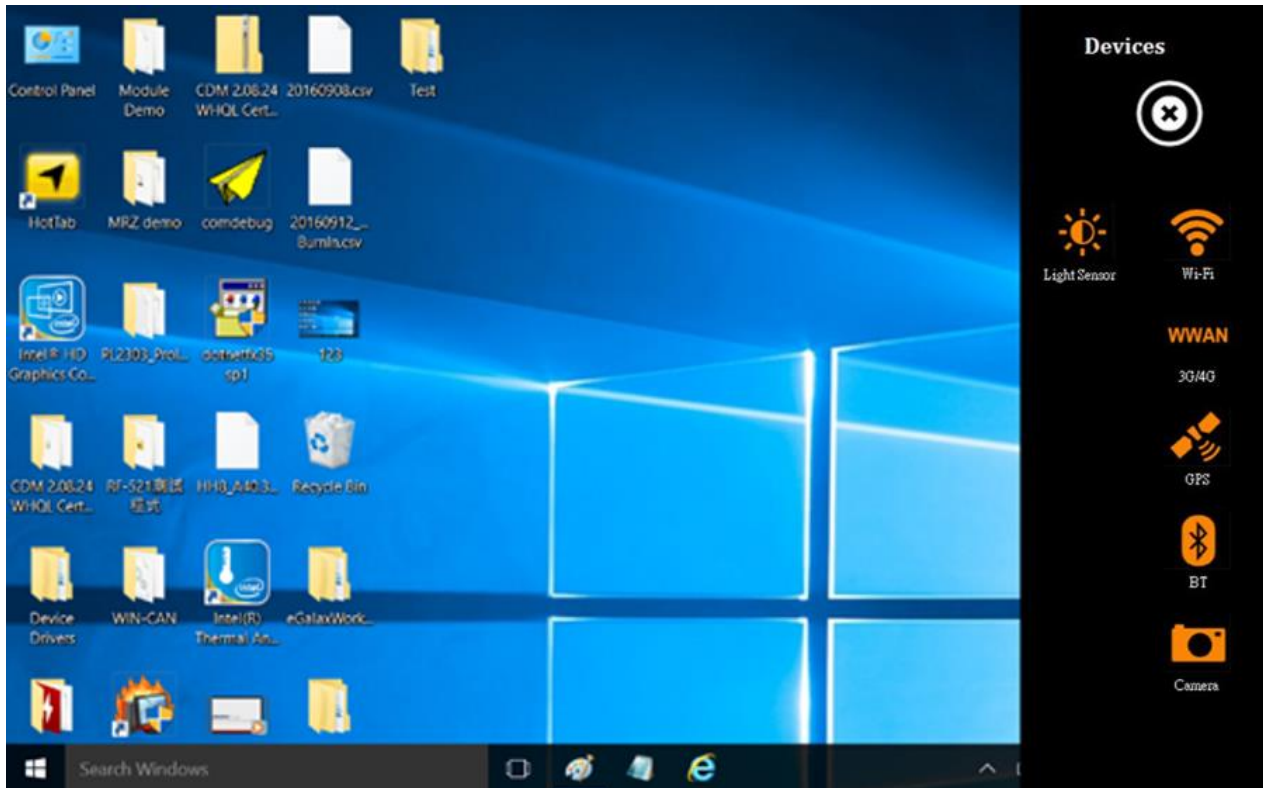 Control Panel
Module
Demo
CDM 2.08.24
WHQL Cert...
20160908.csv
Test
HotTab
MRZ demo
comdebug
20160912_...
BurnIn.csv
Intel® HD
Graphics Co...
PL2303_Prol...
dotnetfx35
sp1
123
CDM 2.08.24
WHQL Cert...
RF-521測試
程式
HH8_A40.3...
Recycle Bin
Device
Drivers
WIN-CAN
(intel)
Intel(R)
Thermal An...
eGalaxWork...
Search Windows
Devices
Light Sensor
Wi-Fi
WWAN
3G/4G
GPS
BT
Camera